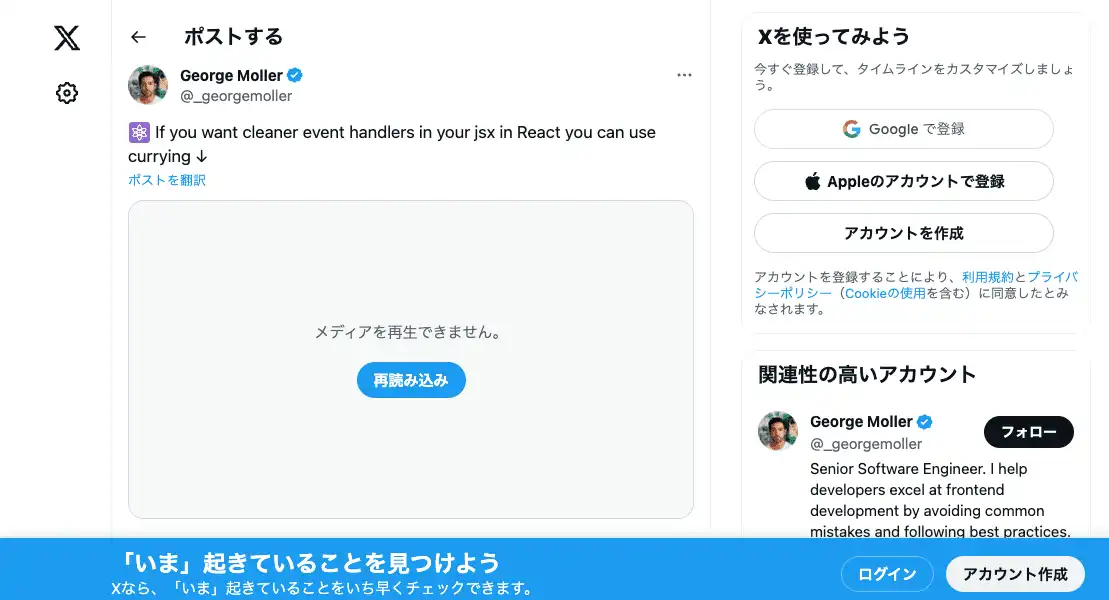 ポストする
George Moller
@_georgemoller
If you want cleaner event handlers in your jsx in React you can use
currying ↓
ポストを翻訳
メディアを再生できません。
再読み込み
Xを使ってみよう
今すぐ登録して、タイムラインをカスタマイズしましょ
う。
Google で登録
Appleのアカウントで登録
アカウントを作成
アカウントを登録することにより、利用規約とプライバ
シーポリシー（Cookieの使用を含む）に同意したとみ
なされます。
関連性の高いアカウント
George Moller
@_georgemoller
フォロー
Senior Software Engineer. I help
developers excel at frontend
development by avoiding common
mistakes and following best practices.
「いま」起きていることを見つけよう
Xなら、「いま」起きていることをいち早くチェックできます。
ログイン
アカウント作成